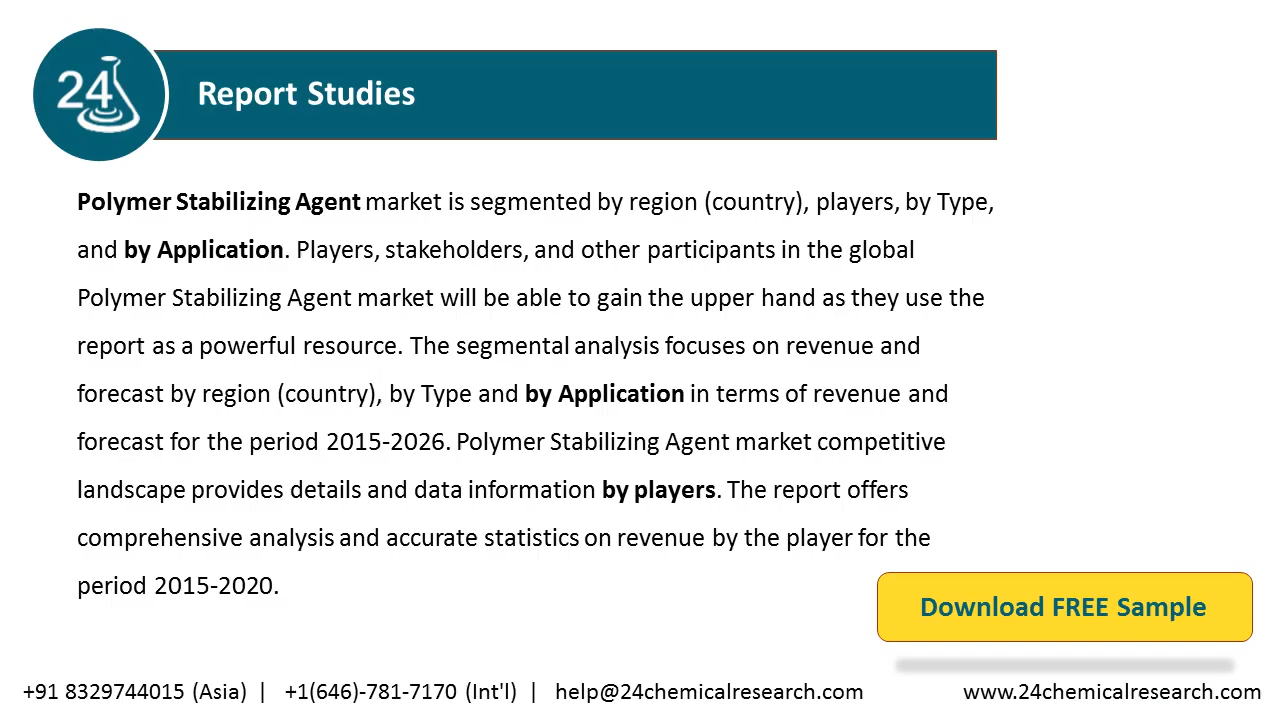 24
Report Studies
Polymer Stabilizing Agent market is segmented by region (country), players, by Type,
and by Application. Players, stakeholders, and other participants in the global
Polymer Stabilizing Agent market will be able to gain the upper hand as they use the
report as a powerful resource. The segmental analysis focuses on revenue and
forecast by region (country), by Type and by Application in terms of revenue and
forecast for the period 2015-2026. Polymer Stabilizing Agent market competitive
landscape provides details and data information by players. The report offers
comprehensive analysis and accurate statistics on revenue by the player for the
period 2015-2020.
Download FREE Sample
+91 8329744015 (Asia) | +1(646)-781-7170 (Int'l) | help@24chemicalresearch.com www.24chemicalresearch.com